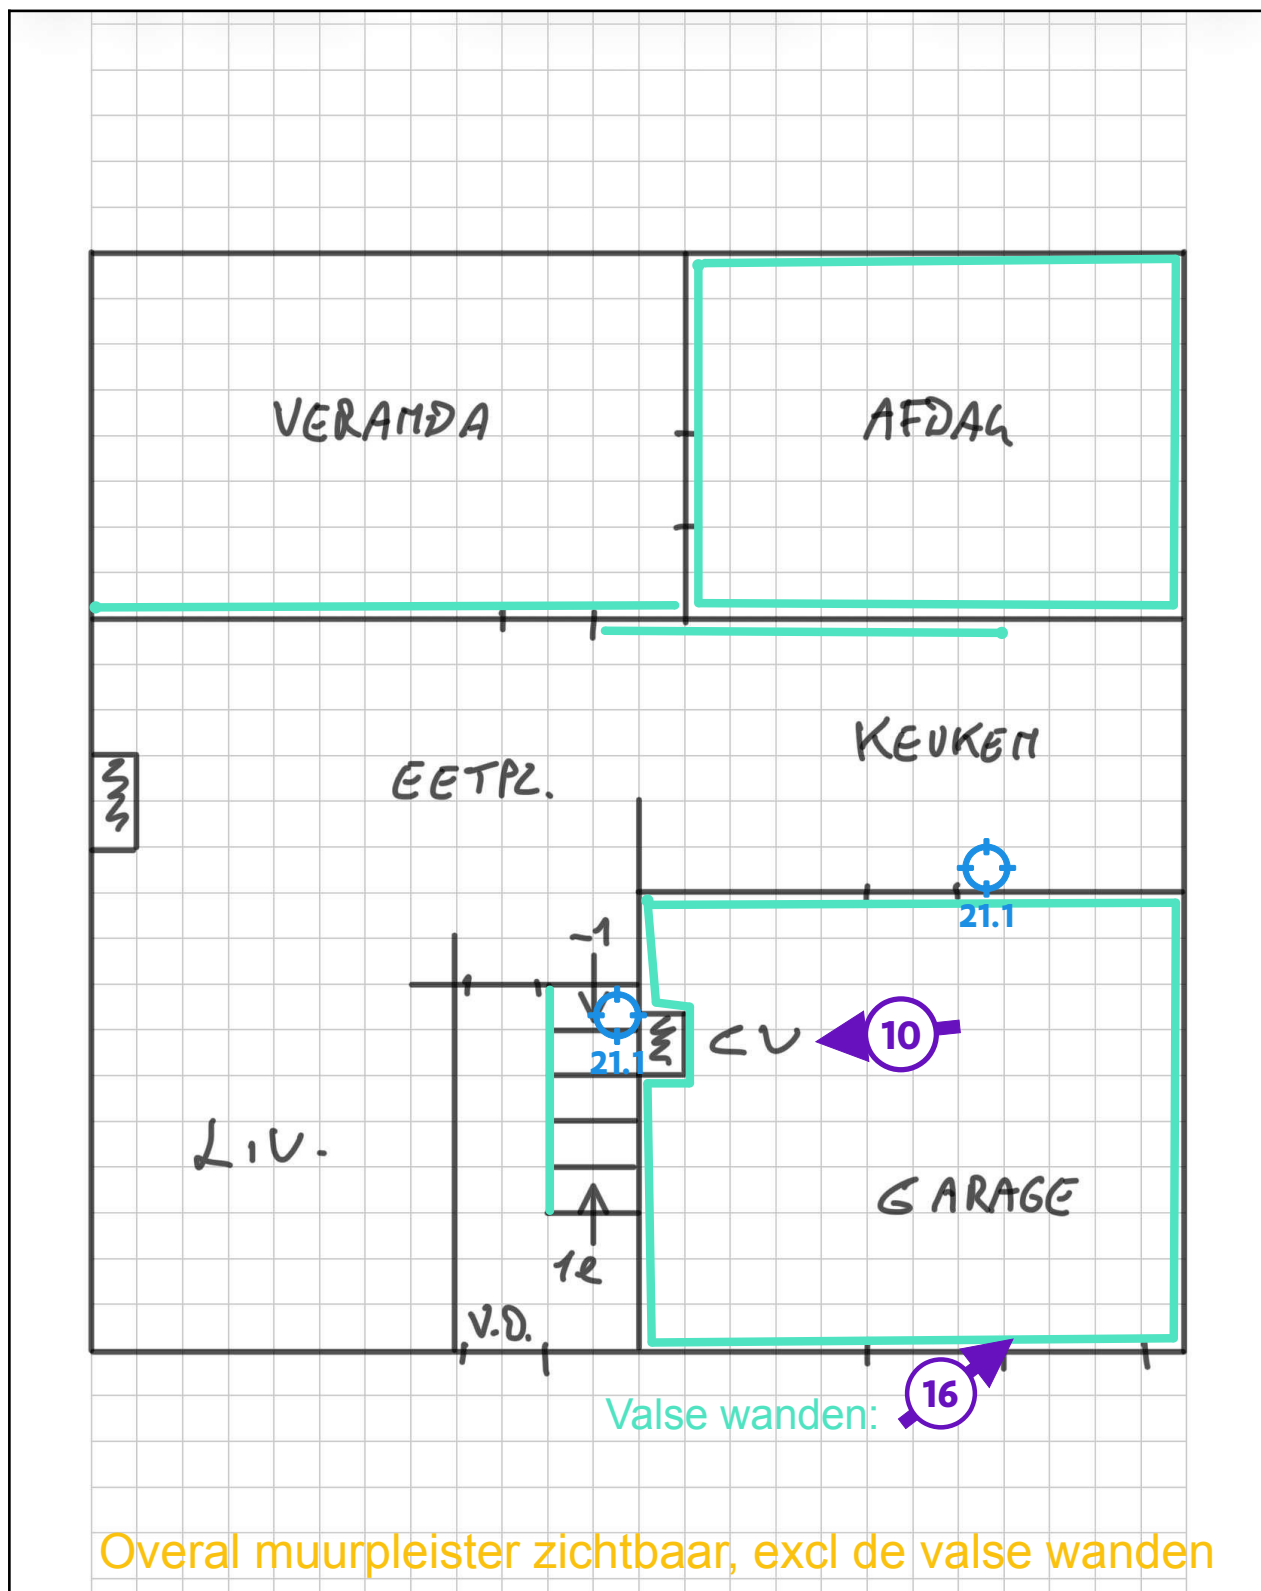 VERANDA
AFDAK
KEUKEN
EETPL.
21.1
-1
21.1
CV
10
LIV.
GARAGE
1e
V.D.
16
Valse wanden:
Overal muurpleister zichtbaar, excl de valse wanden